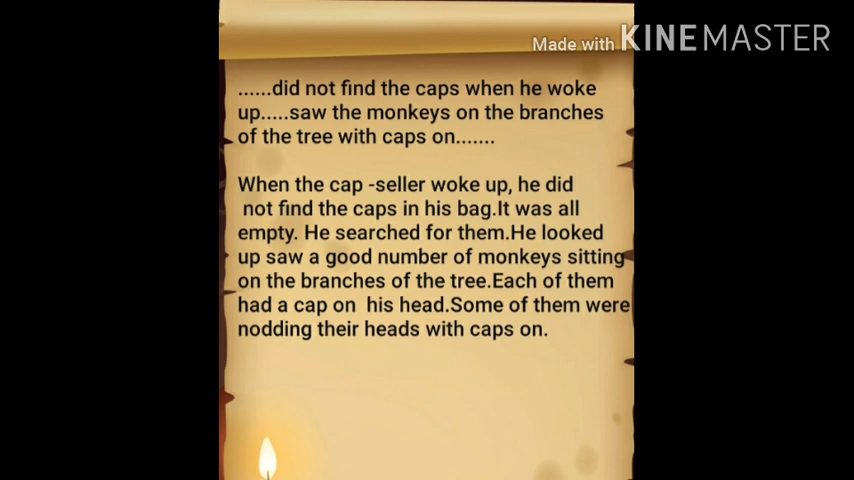 Made with KINEMASTER
......did not find the caps when he woke
up.....saw the monkeys on the branches
of the tree with caps on.......
When the cap -seller woke up, he did
not find the caps in his bag.It was all
empty. He searched for them.He looked
up saw a good number of monkeys sitting
on the branches of the tree.Each of them
had a cap on  his head.Some of them were
nodding their heads with caps on.